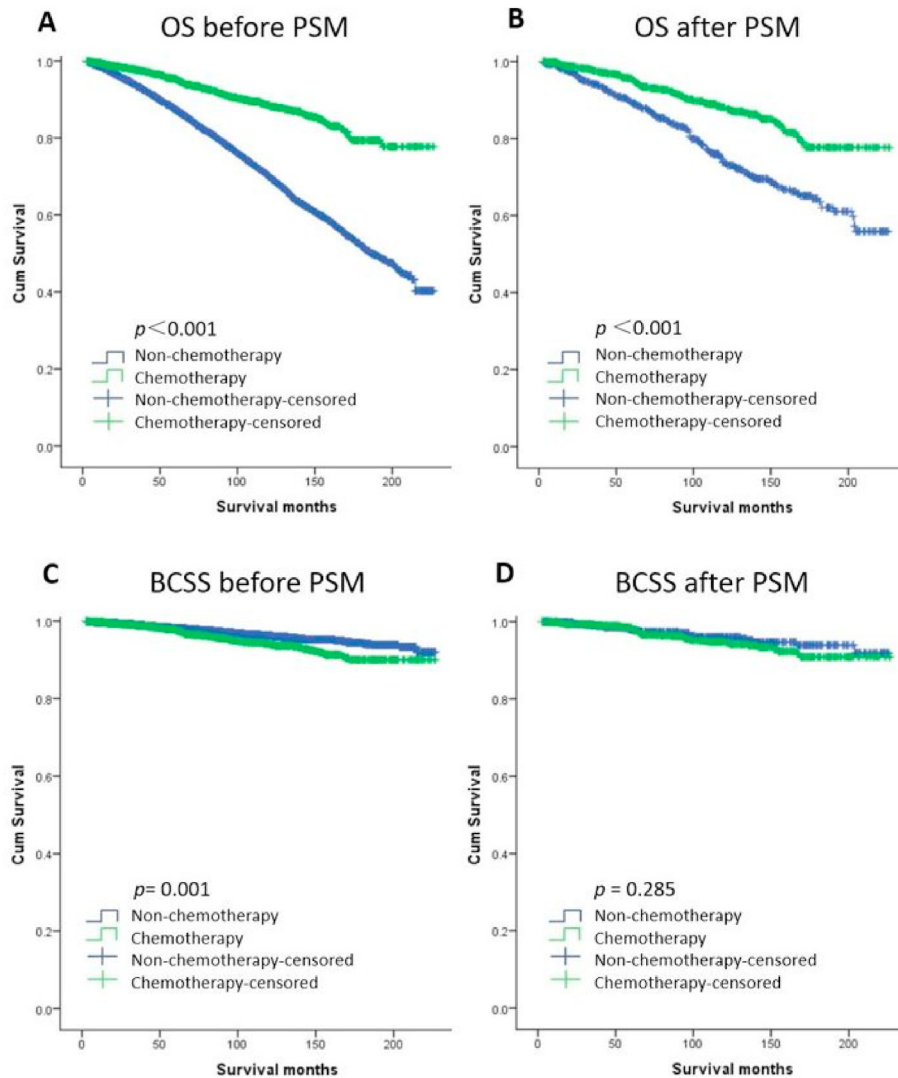 A
OS before PSM
1.0
0.8
0.6
0.4
0.2
0.0
Cum Survival
p<0.001
Non-chemotherapy
Chemotherapy
Non-chemotherapy-censored
Chemotherapy-censored
0 50 100 150 200
Survival months
B
OS after PSM
1.0
0.8
0.6
0.4
0.2
0.0
Cum Survival
p <0.001
Non-chemotherapy
Chemotherapy
Non-chemotherapy-censored
Chemotherapy-censored
0 50 100 150 200
Survival months
C
BCSS before PSM
1.0
0.8
0.6
0.4
0.2
0.0
Cum Survival
p= 0.001
Non-chemotherapy
Chemotherapy
Non-chemotherapy-censored
Chemotherapy-censored
0 50 100 150 200
Survival months
D
BCSS after PSM
1.0
0.8
0.6
0.4
0.2
0.0
Cum Survival
p = 0.285
Non-chemotherapy
Chemotherapy
Non-chemotherapy-censored
Chemotherapy-censored
0 50 100 150 200
Survival months